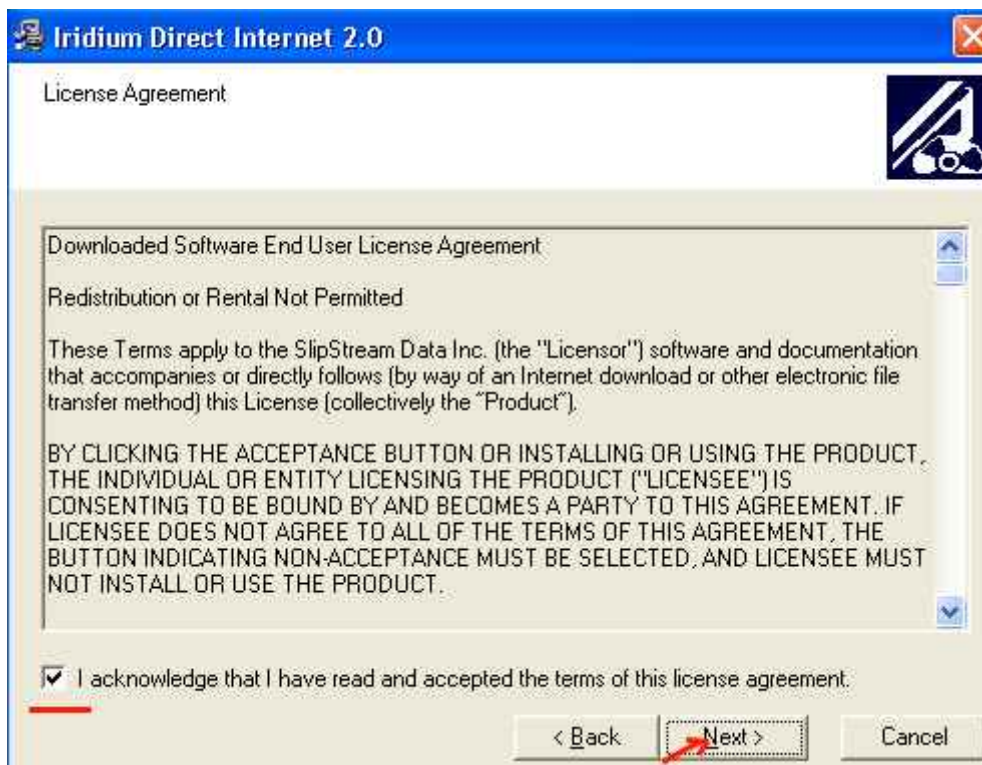 Iridium Direct Internet 2.0
License Agreement
Downloaded Software End User License Agreement
Redistribution or Rental Not Permitted
These Terms apply to the SlipStream Data Inc. (the "Licensor") software and documentation
that accompanies or directly follows (by way of an Internet download or other electronic file
transfer method) this License (collectively the "Product").
BY CLICKING THE ACCEPTANCE BUTTON OR INSTALLING OR USING THE PRODUCT,
THE INDIVIDUAL OR ENTITY LICENSING THE PRODUCT ("LICENSEE") IS
CONSENTING TO BE BOUND BY AND BECOMES A PARTY TO THIS AGREEMENT. IF
LICENSEE DOES NOT AGREE TO ALL OF THE TERMS OF THIS AGREEMENT, THE
BUTTON INDICATING NON-ACCEPTANCE MUST BE SELECTED, AND LICENSEE MUST
NOT INSTALL OR USE THE PRODUCT.
I acknowledge that I have read and accepted the terms of this license agreement.
< Back Next > Cancel